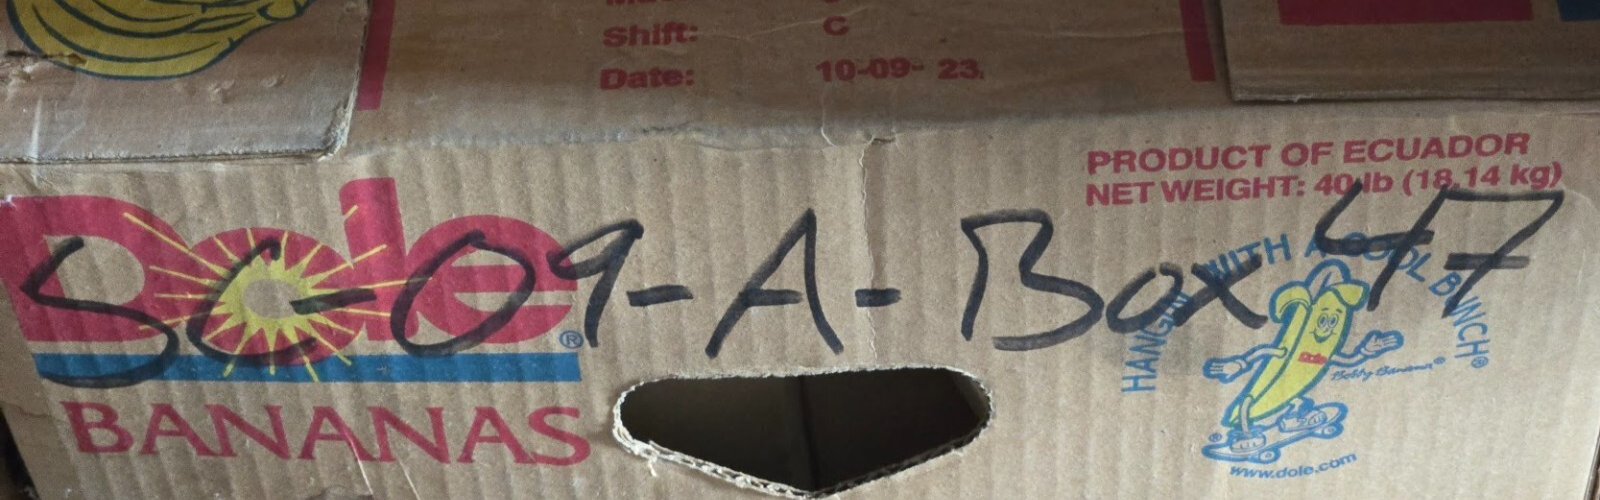 Shift: C
Date: 10-09- 23
PRODUCT OF ECUADOR
NET WEIGHT: 40 lb (18.14 kg)
Dole®
BANANAS
SC-09-A-Box 47
HANGIN' WITH A COOL BUNCH®
Bobby Banana®
www.dole.com